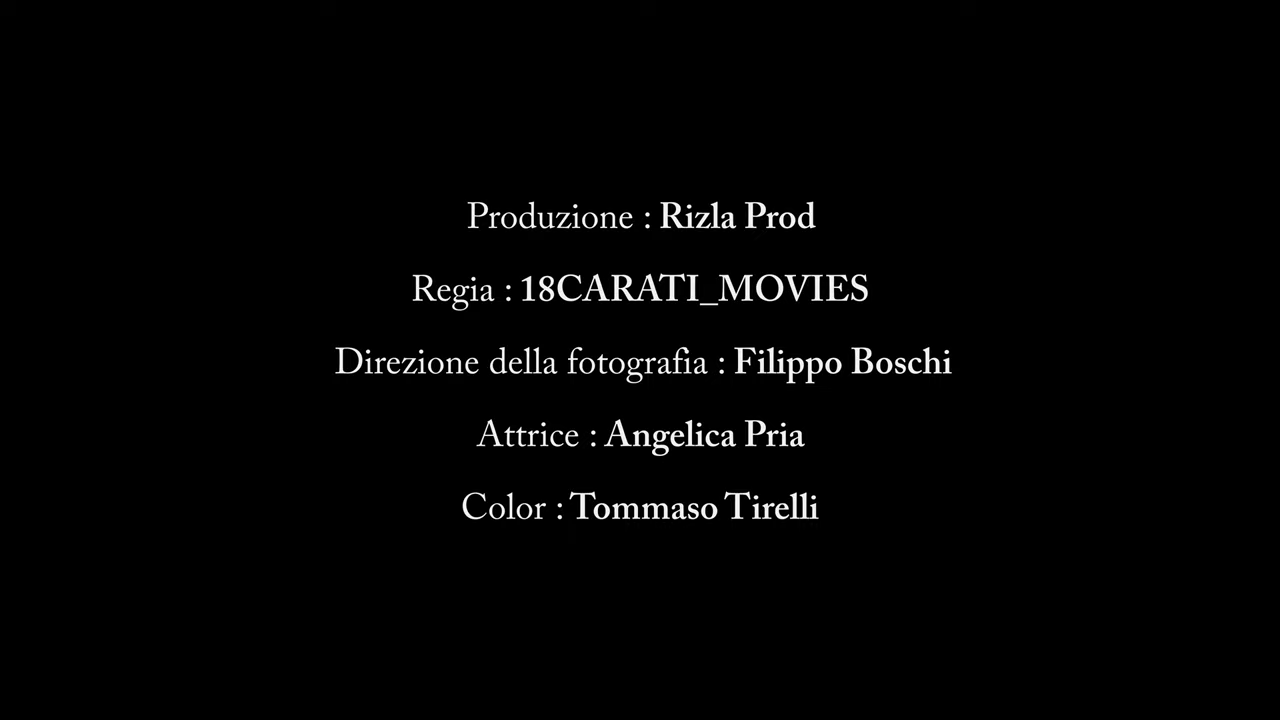 Produzione : Rizla Prod
Regia : 18CARATI_MOVIES
Direzione della fotografia : Filippo Boschi
Attrice : Angelica Pria
Color : Tommaso Tirelli